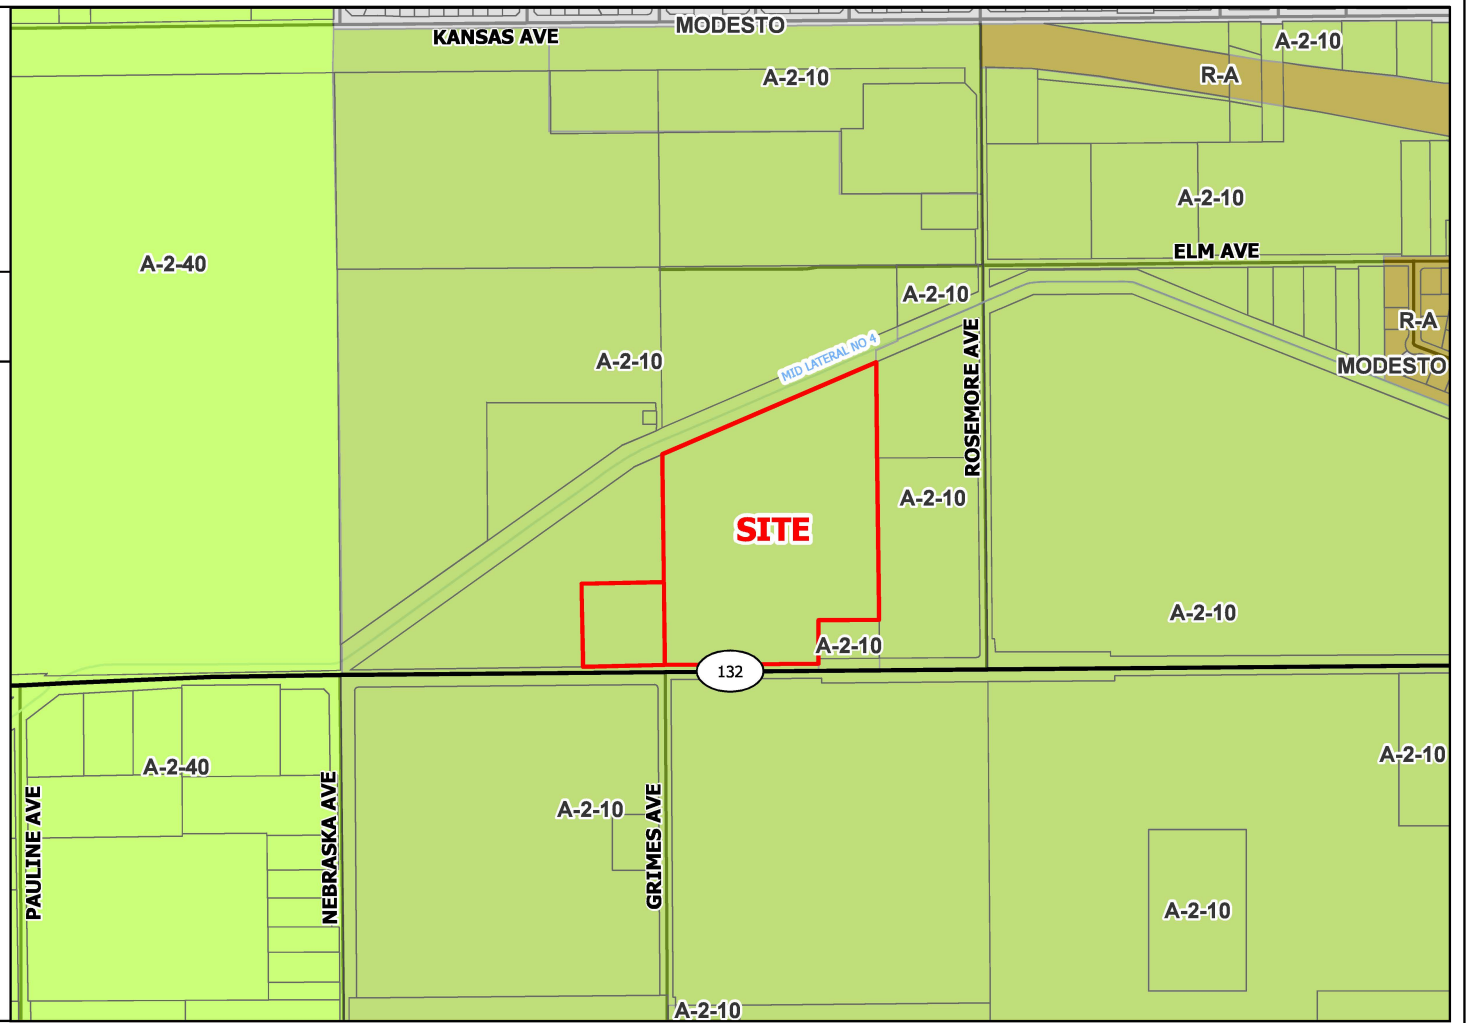 MODESTO
KANSAS AVE
A-2-10
A-2-10
R-A
A-2-10
ELM AVE
A-2-40
A-2-10
R-A
ROSEMORE AVE
MID LATERAL NO 4
A-2-10
MODESTO
A-2-10
SITE
A-2-10
A-2-10
132
A-2-40
A-2-10
A-2-10
PAULINE AVE
NEBRASKA AVE
GRIMES AVE
A-2-10
A-2-10